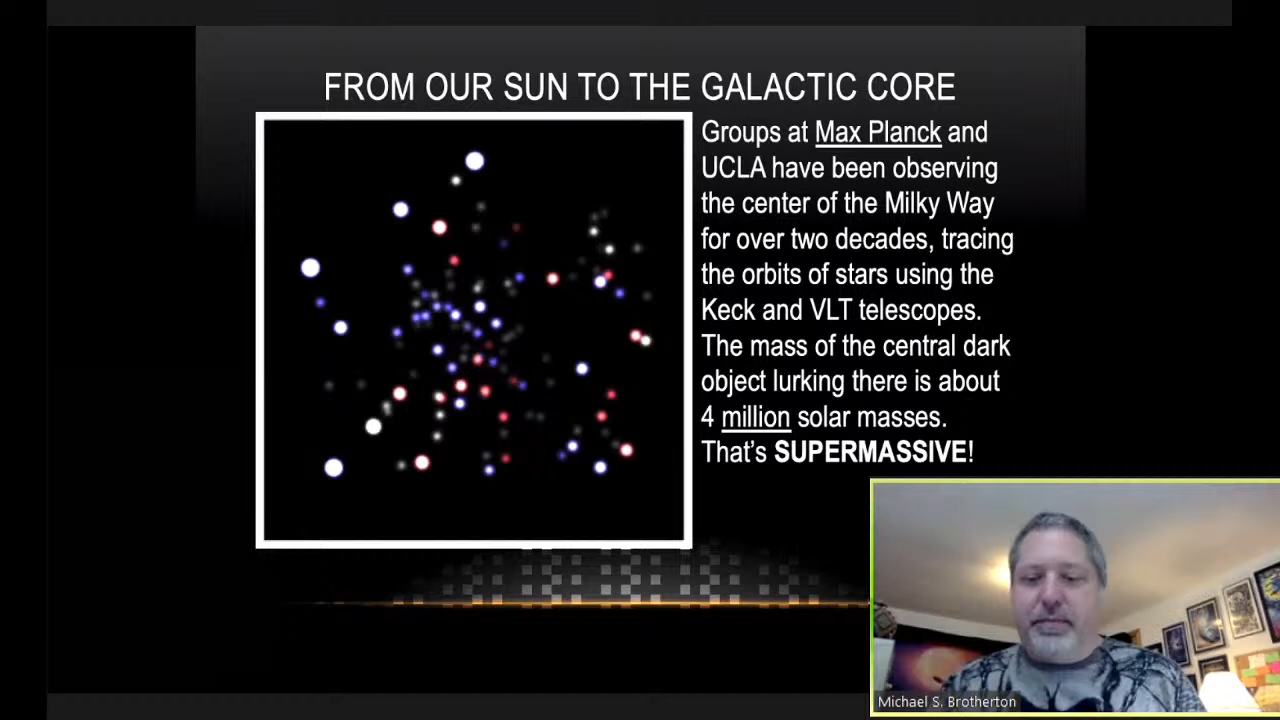 FROM OUR SUN TO THE GALACTIC CORE
Groups at Max Planck and
UCLA have been observing
the center of the Milky Way
for over two decades, tracing
the orbits of stars using the
Keck and VLT telescopes.
The mass of the central dark
object lurking there is about
4 million solar masses.
That's SUPERMASSIVE!
Michael S. Brotherton